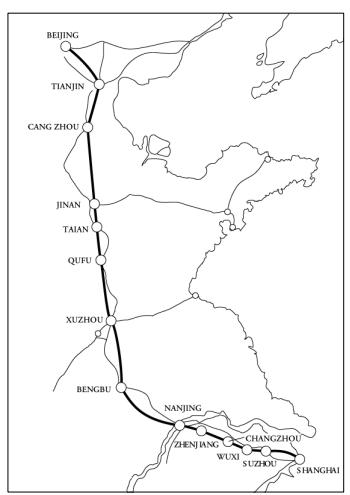 BEIJING
TIANJIN
CANG ZHOU
JINAN
TAIAN
QUFU
XUZHOU
BENGBU
NANJING
ZHENJIANG
CHANGZHOU
WUXI
SUZHOU
SHANGHAI